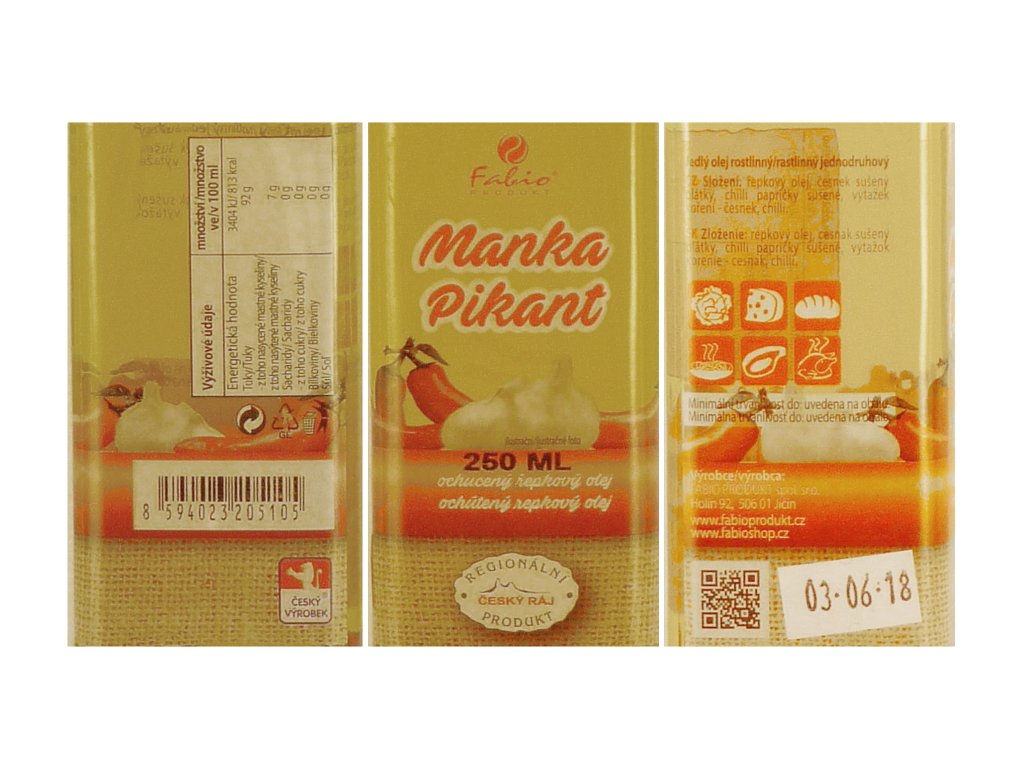 Výživové údaje
množství/množstvo
ve/v 100 ml
Energetická hodnota 3404 kJ/ 813 kcal
Tuky/Tuky 92 g
- z toho nasycené mastné kyseliny/
z toho nasýtené mastné kyseliny 7 g
Sacharidy/ Sacharidy 0 g
- z toho cukry/ z toho cukry 0 g
Bílkoviny/ Bielkoviny 0 g
Sůl/ Soľ 0 g
8 594023 205105
ČESKÝ
VÝROBEK
Fabio
PRODUKT
Manka
Pikant
ilustrační/ilustračné foto
250 ML
ochucený řepkový olej
ochútený repkový olej
REGIONÁLNÍ
ČESKÝ RÁJ
PRODUKT
edlý olej rostlinný/rastlinný jednodruhový
Z Složení: řepkový olej, česnek sušený
plátky, chilli papričky sušené, výtažek
koření - česnek, chilli.
K Zloženie: repkový olej, cesnak sušený
plátky, chilli papričky sušené, výtažok
korenie - cesnak, chilli.
Minimální trvanlivost do: uvedena na obalu.
Minimálna trvanlivosť do: uvedená na obale.
Výrobce/výrobca:
FABIO PRODUKT spol. s r.o.
Holín 92, 506 01 Jičín
www.fabioprodukt.cz
www.fabioshop.cz
03·06·18